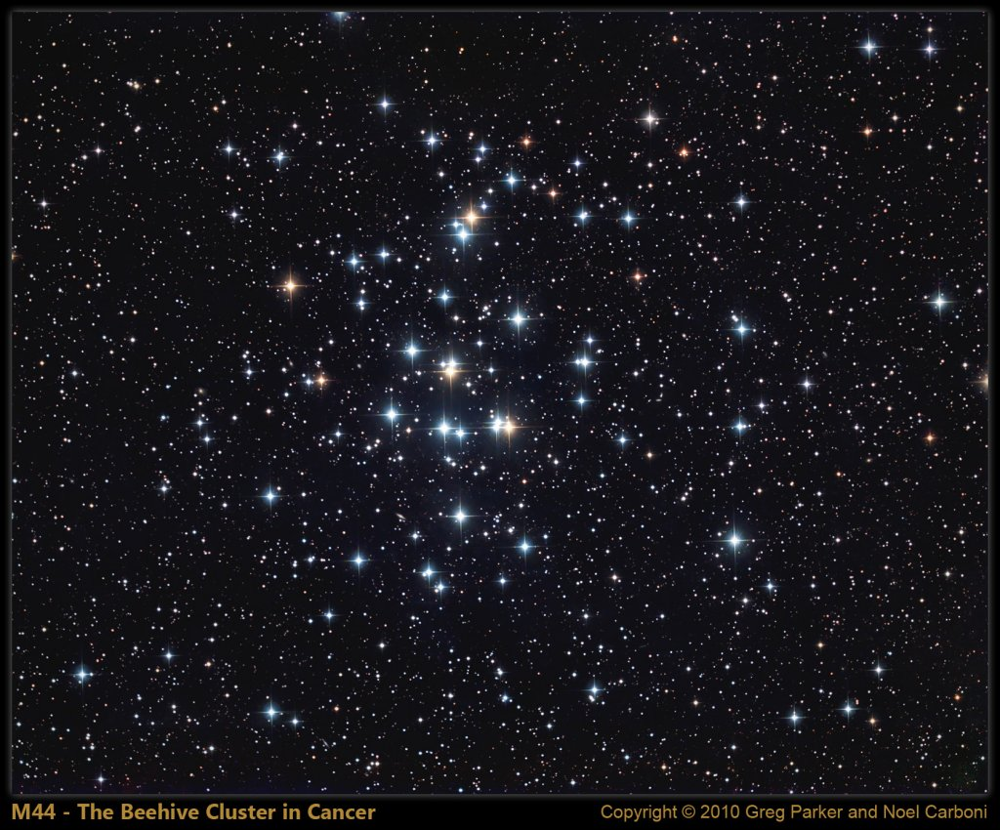 M44 - The Beehive Cluster in Cancer
Copyright © 2010 Greg Parker and Noel Carboni